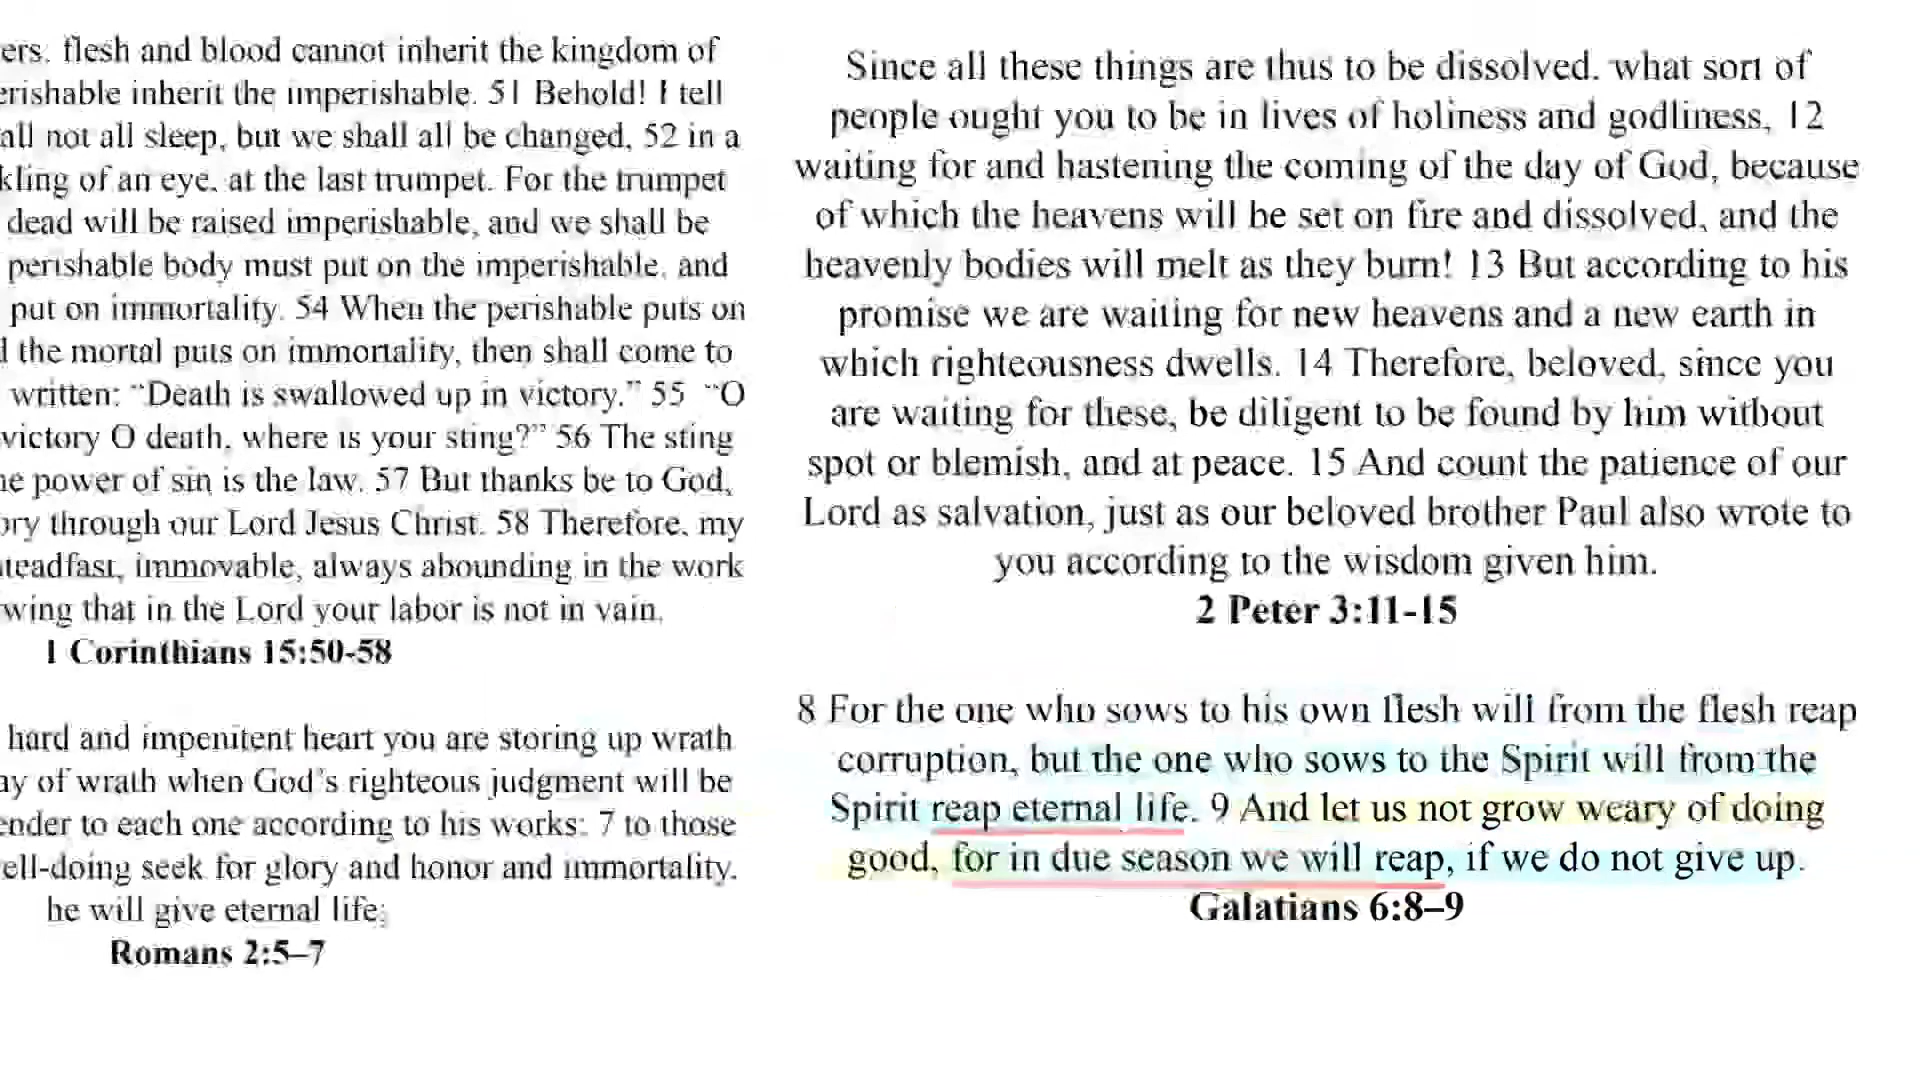 ers. flesh and blood cannot inherit the kingdom of
erishable inherit the imperishable. 51 Behold! I tell
all not all sleep, but we shall all be changed, 52 in a
kling of an eye, at the last trumpet. For the trumpet
dead will be raised imperishable, and we shall be
perishable body must put on the imperishable, and
put on immortality. 54 When the perishable puts on
the mortal puts on immortality, then shall come to
written: “Death is swallowed up in victory.” 55 “O
victory O death, where is your sting?” 56 The sting
he power of sin is the law. 57 But thanks be to God,
ory through our Lord Jesus Christ. 58 Therefore, my
teadfast, immovable, always abounding in the work
wing that in the Lord your labor is not in vain.
1 Corinthians 15:50-58
hard and impenitent heart you are storing up wrath
ay of wrath when God’s righteous judgment will be
ender to each one according to his works: 7 to those
ell-doing seek for glory and honor and immortality,
he will give eternal life;
Romans 2:5–7
Since all these things are thus to be dissolved, what sort of
people ought you to be in lives of holiness and godliness, 12
waiting for and hastening the coming of the day of God, because
of which the heavens will be set on fire and dissolved, and the
heavenly bodies will melt as they burn! 13 But according to his
promise we are waiting for new heavens and a new earth in
which righteousness dwells. 14 Therefore, beloved, since you
are waiting for these, be diligent to be found by him without
spot or blemish, and at peace. 15 And count the patience of our
Lord as salvation, just as our beloved brother Paul also wrote to
you according to the wisdom given him.
2 Peter 3:11-15
8 For the one who sows to his own flesh will from the flesh reap
corruption, but the one who sows to the Spirit will from the
Spirit reap eternal life. 9 And let us not grow weary of doing
good, for in due season we will reap, if we do not give up.
Galatians 6:8–9